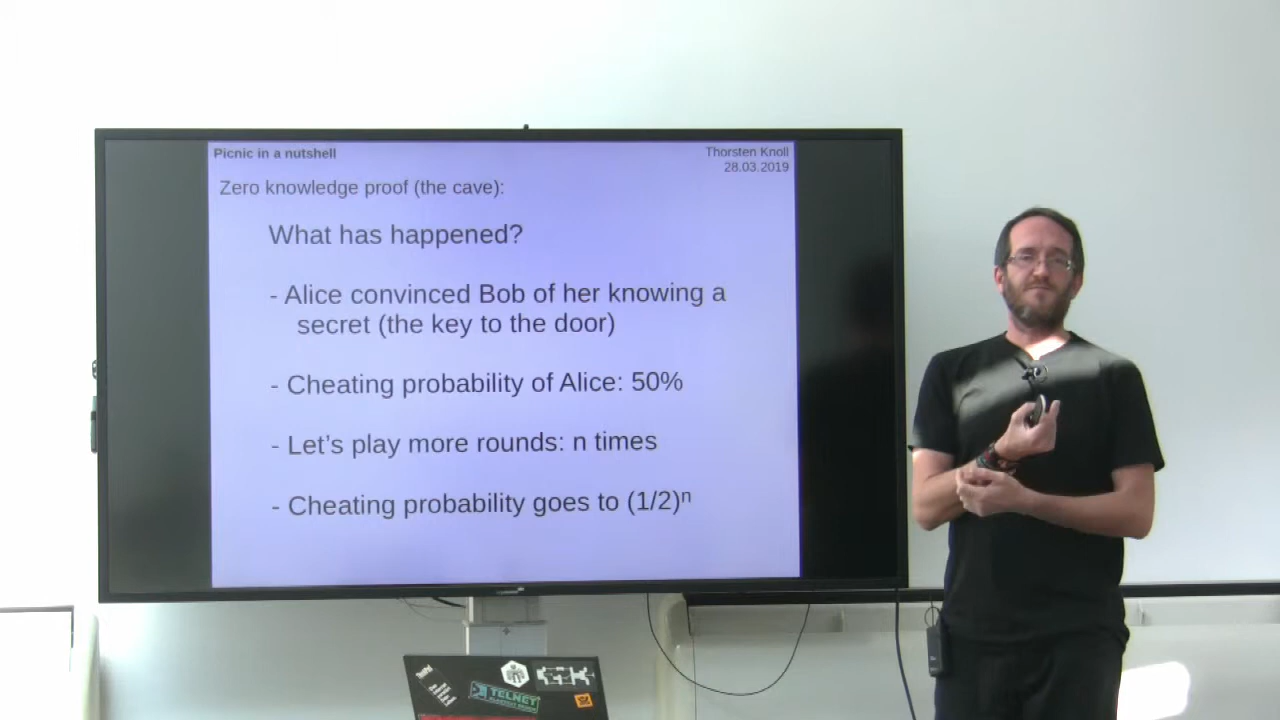 Picnic in a nutshell
Thorsten Knoll
28.03.2019
Zero knowledge proof (the cave):
What has happened?
- Alice convinced Bob of her knowing a
secret (the key to the door)
- Cheating probability of Alice: 50%
- Let's play more rounds: n times
- Cheating probability goes to (1/2)ⁿ
TELNET